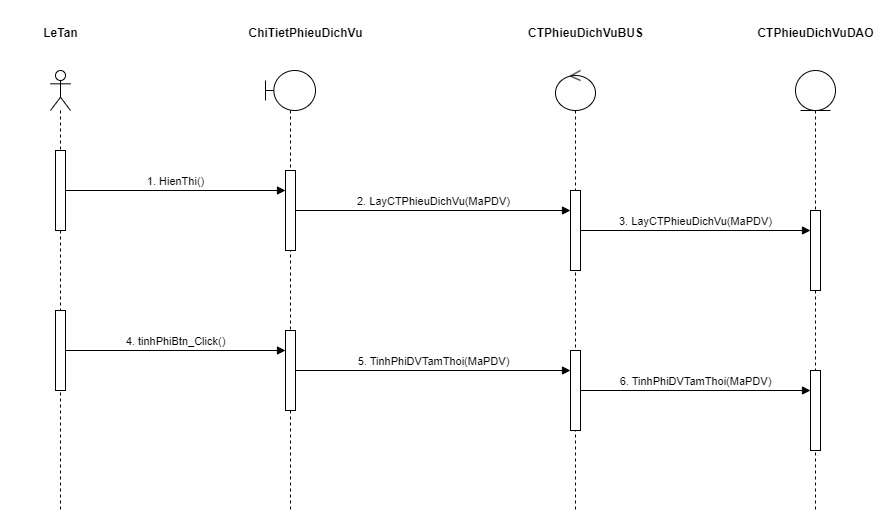 LeTan
ChiTietPhieuDichVu
CTPhieuDichVuBUS
CTPhieuDichVuDAO
1. HienThi()
2. LayCTPhieuDichVu(MaPDV)
3. LayCTPhieuDichVu(MaPDV)
4. tinhPhiBtn_Click()
5. TinhPhiDVTamThoi(MaPDV)
6. TinhPhiDVTamThoi(MaPDV)